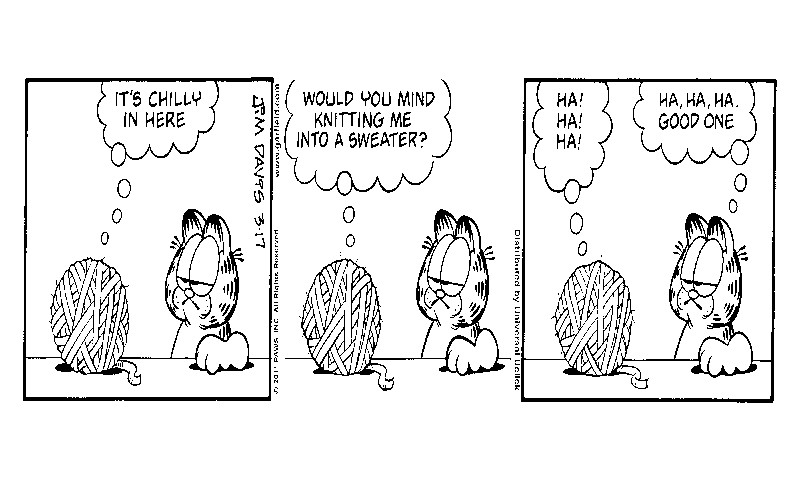 IT'S CHILLY
IN HERE
JIM DAVIS 3·17
www.garfield.com
© 2011 PAWS, INC. All Rights Reserved.
WOULD YOU MIND
KNITTING ME
INTO A SWEATER?
Distributed by Universal Uclick
HA!
HA!
HA!
HA, HA, HA.
GOOD ONE